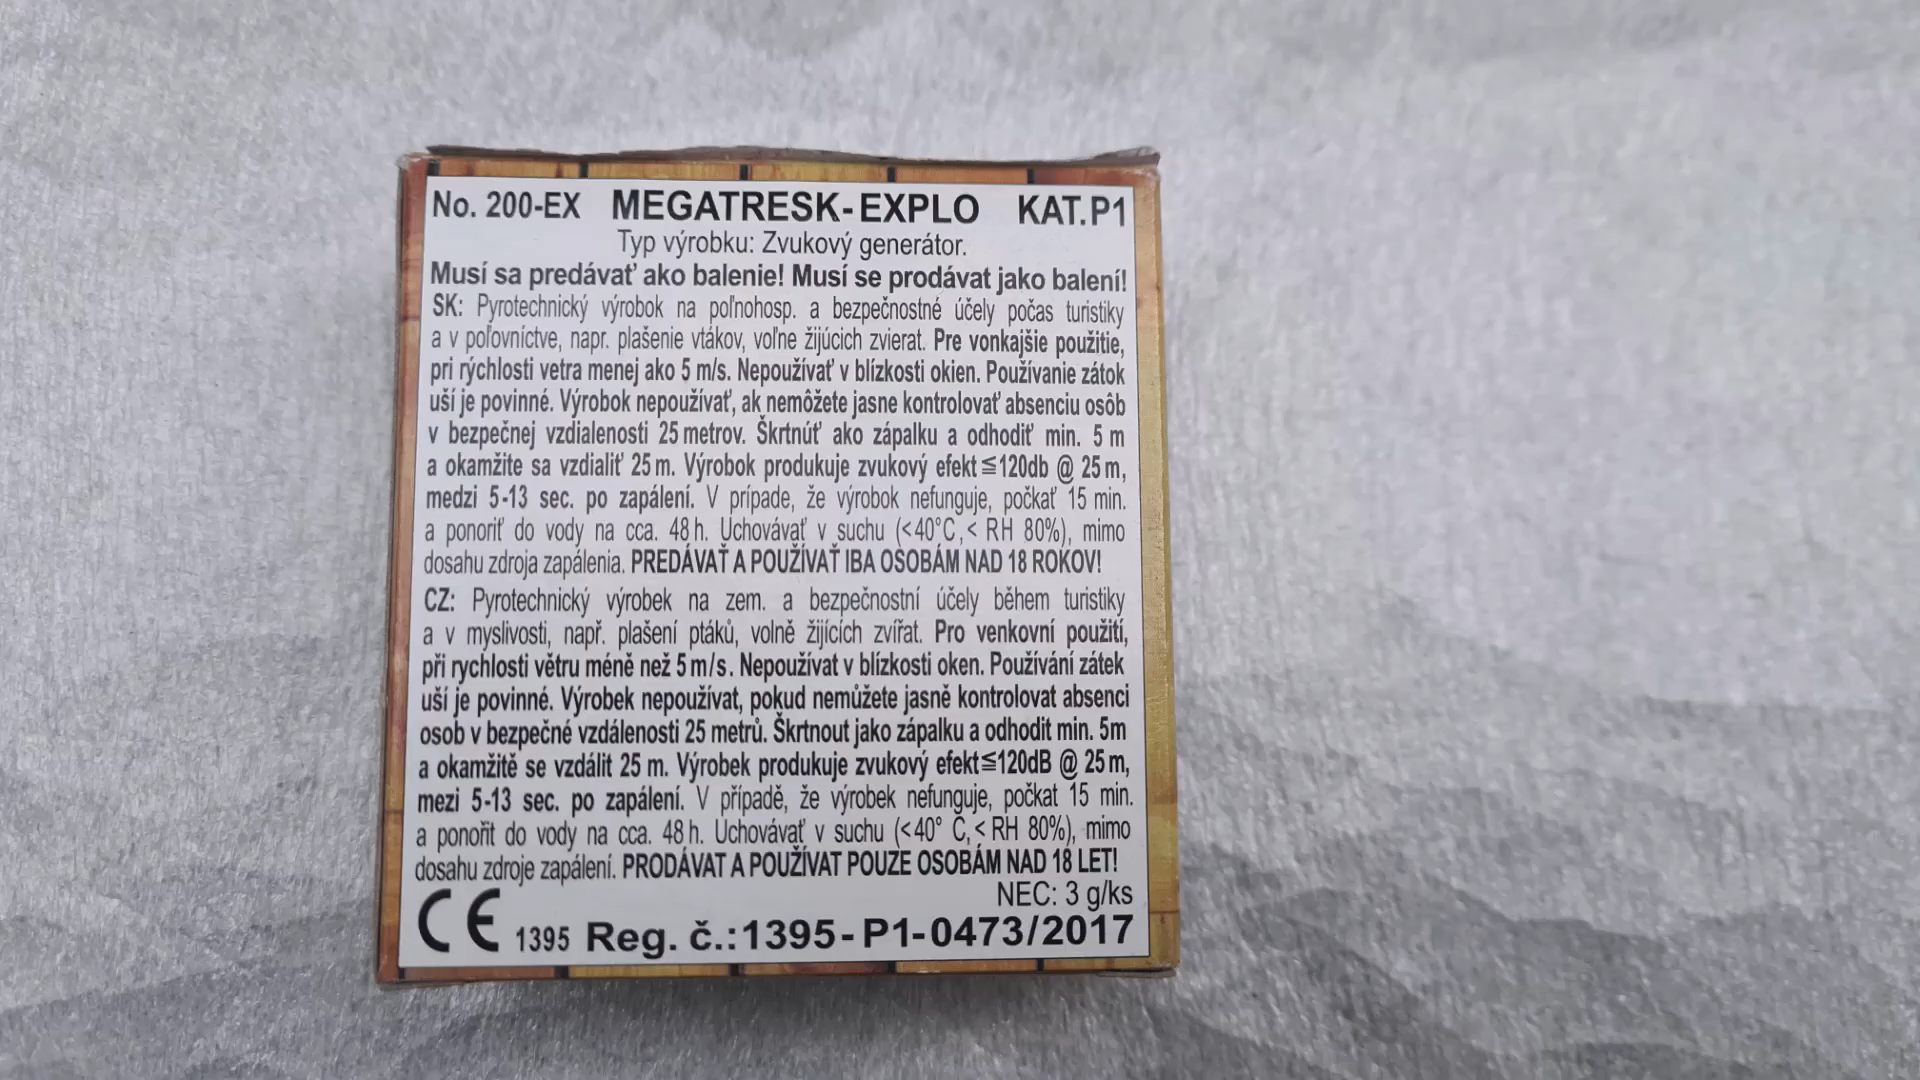 No. 200-EX MEGATRESK-EXPLO KAT.P1
Typ výrobku: Zvukový generátor.
Musí sa predávať ako balenie! Musí se prodávat jako balení!
SK: Pyrotechnický výrobok na poľnohosp. a bezpečnostné účely počas turistiky
a v poľovníctve, napr. plašenie vtákov, voľne žijúcich zvierat. Pre vonkajšie použitie,
pri rýchlosti vetra menej ako 5 m/s. Nepoužívať v blízkosti okien. Používanie zátok
uší je povinné. Výrobok nepoužívať, ak nemôžete jasne kontrolovať absenciu osôb
v bezpečnej vzdialenosti 25 metrov. Škrtnúť ako zápalku a odhodiť min. 5 m
a okamžite sa vzdialiť 25 m. Výrobok produkuje zvukový efekt ≦120db @ 25 m,
medzi 5-13 sec. po zapálení. V prípade, že výrobok nefunguje, počkať 15 min.
a ponoriť do vody na cca. 48 h. Uchovávať v suchu (<40°C,< RH 80%), mimo
dosahu zdroja zapálenia. PREDÁVAŤ A POUŽÍVAŤ IBA OSOBÁM NAD 18 ROKOV!
CZ: Pyrotechnický výrobek na zem. a bezpečnostní účely během turistiky
a v myslivosti, např. plašení ptáků, volně žijících zvířat. Pro venkovní použití,
při rychlosti větru méně než 5 m/s. Nepoužívat v blízkosti oken. Používání zátek
uší je povinné. Výrobek nepoužívat, pokud nemůžete jasně kontrolovat absenci
osob v bezpečné vzdálenosti 25 metrů. Škrtnout jako zápalku a odhodit min. 5m
a okamžitě se vzdálit 25 m. Výrobek produkuje zvukový efekt≦120dB @ 25 m,
mezi 5-13 sec. po zapálení. V případě, že výrobek nefunguje, počkat 15 min.
a ponořit do vody na cca. 48 h. Uchovávať v suchu (<40° C,< RH 80%), mimo
dosahu zdroje zapálení. PRODÁVAT A POUŽÍVAT POUZE OSOBÁM NAD 18 LET!
NEC: 3 g/ks
CE 1395 Reg. č.:1395-P1-0473/2017